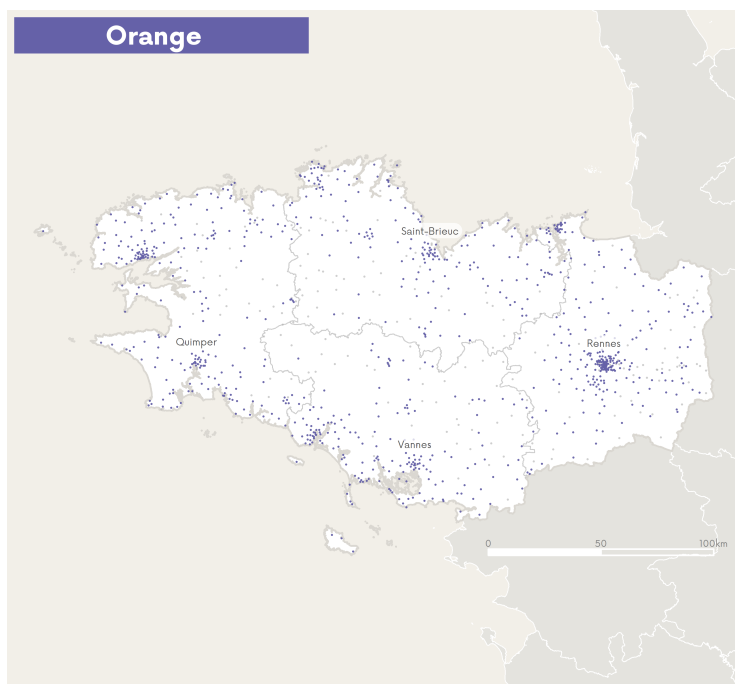 Orange
Saint-Brieuc
Quimper
Rennes
Vannes
0 50 100km